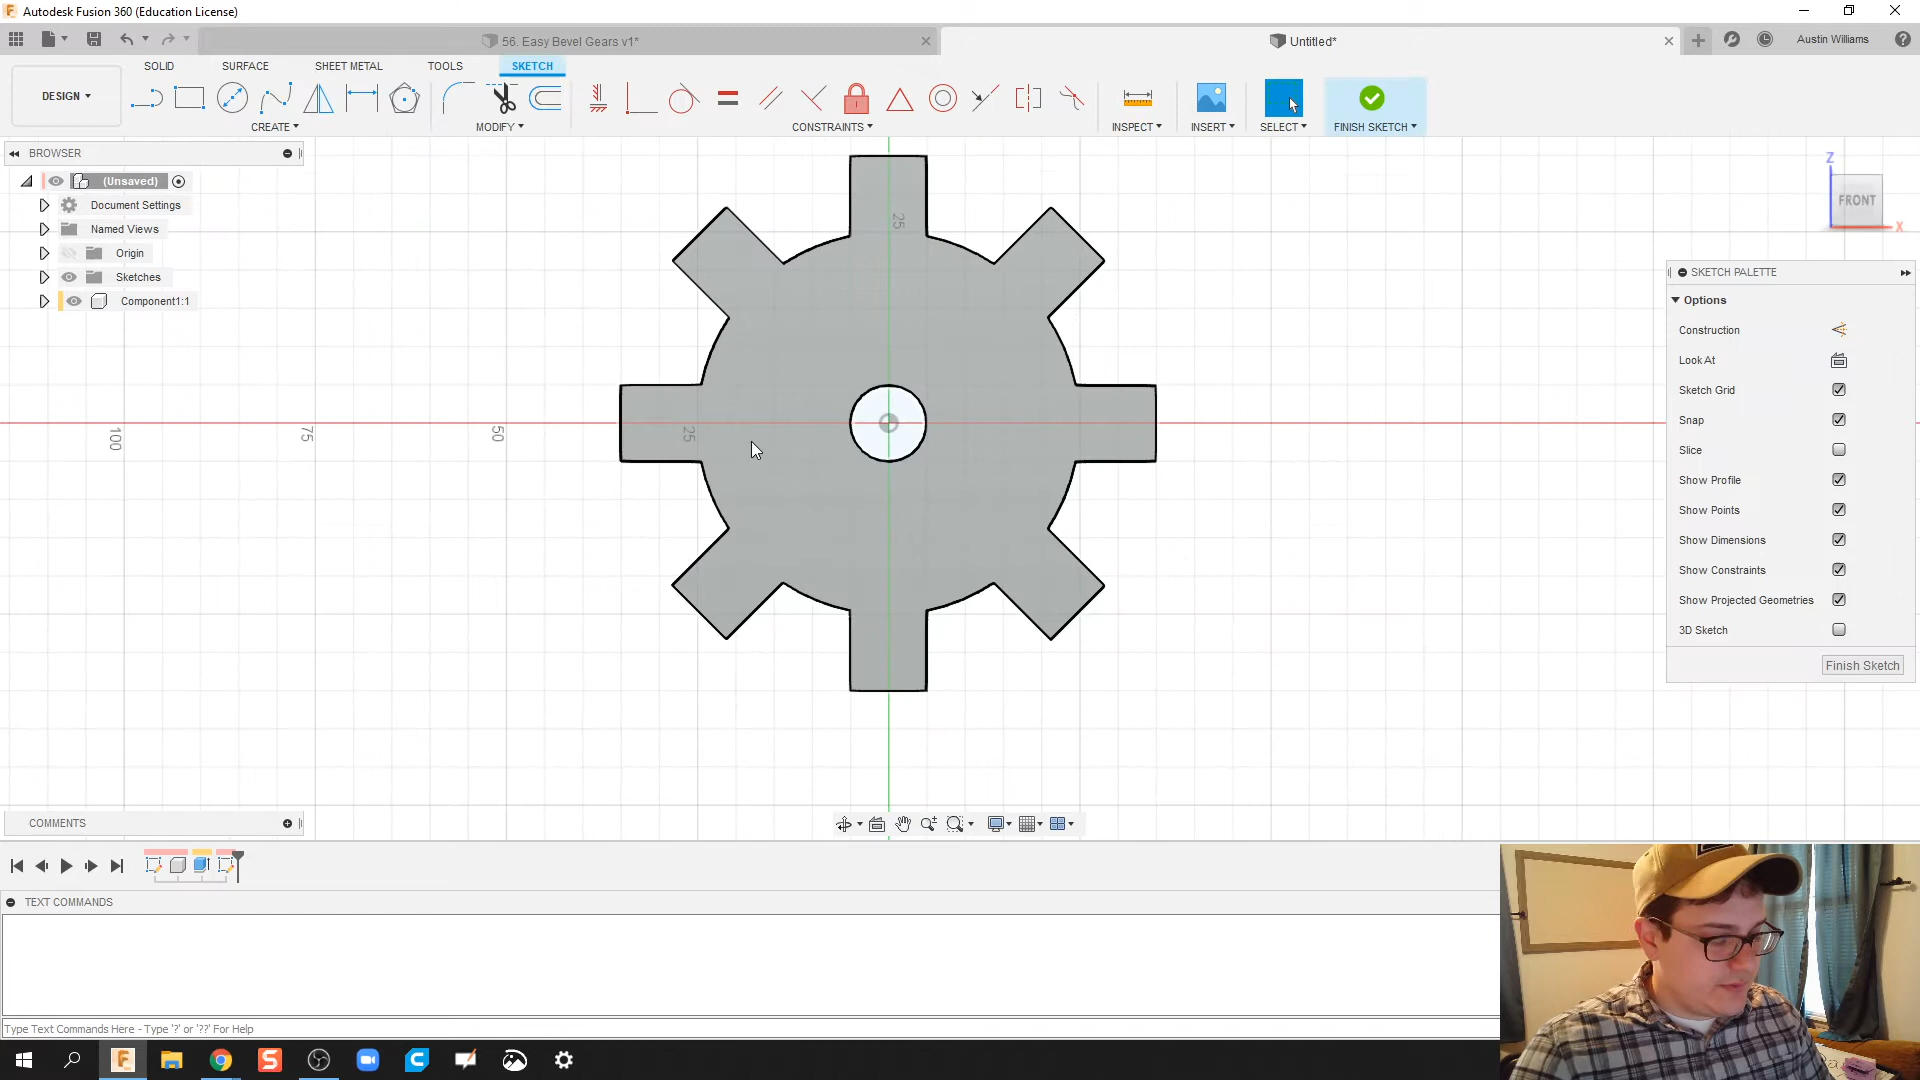 Autodesk Fusion 360 (Education License)
56. Easy Bevel Gears v1*
Untitled*
Austin Williams
SOLID SURFACE SHEET METAL TOOLS SKETCH
DESIGN
CREATE MODIFY CONSTRAINTS INSPECT INSERT SELECT FINISH SKETCH
BROWSER
(Unsaved)
Document Settings
Named Views
Origin
Sketches
Component1:1
Z
FRONT
X
25
100
75
50
25
SKETCH PALETTE
Options
Construction
Look At
Sketch Grid
Snap
Slice
Show Profile
Show Points
Show Dimensions
Show Constraints
Show Projected Geometries
3D Sketch
Finish Sketch
COMMENTS
TEXT COMMANDS
Type Text Commands Here - Type '?' or '??' For Help